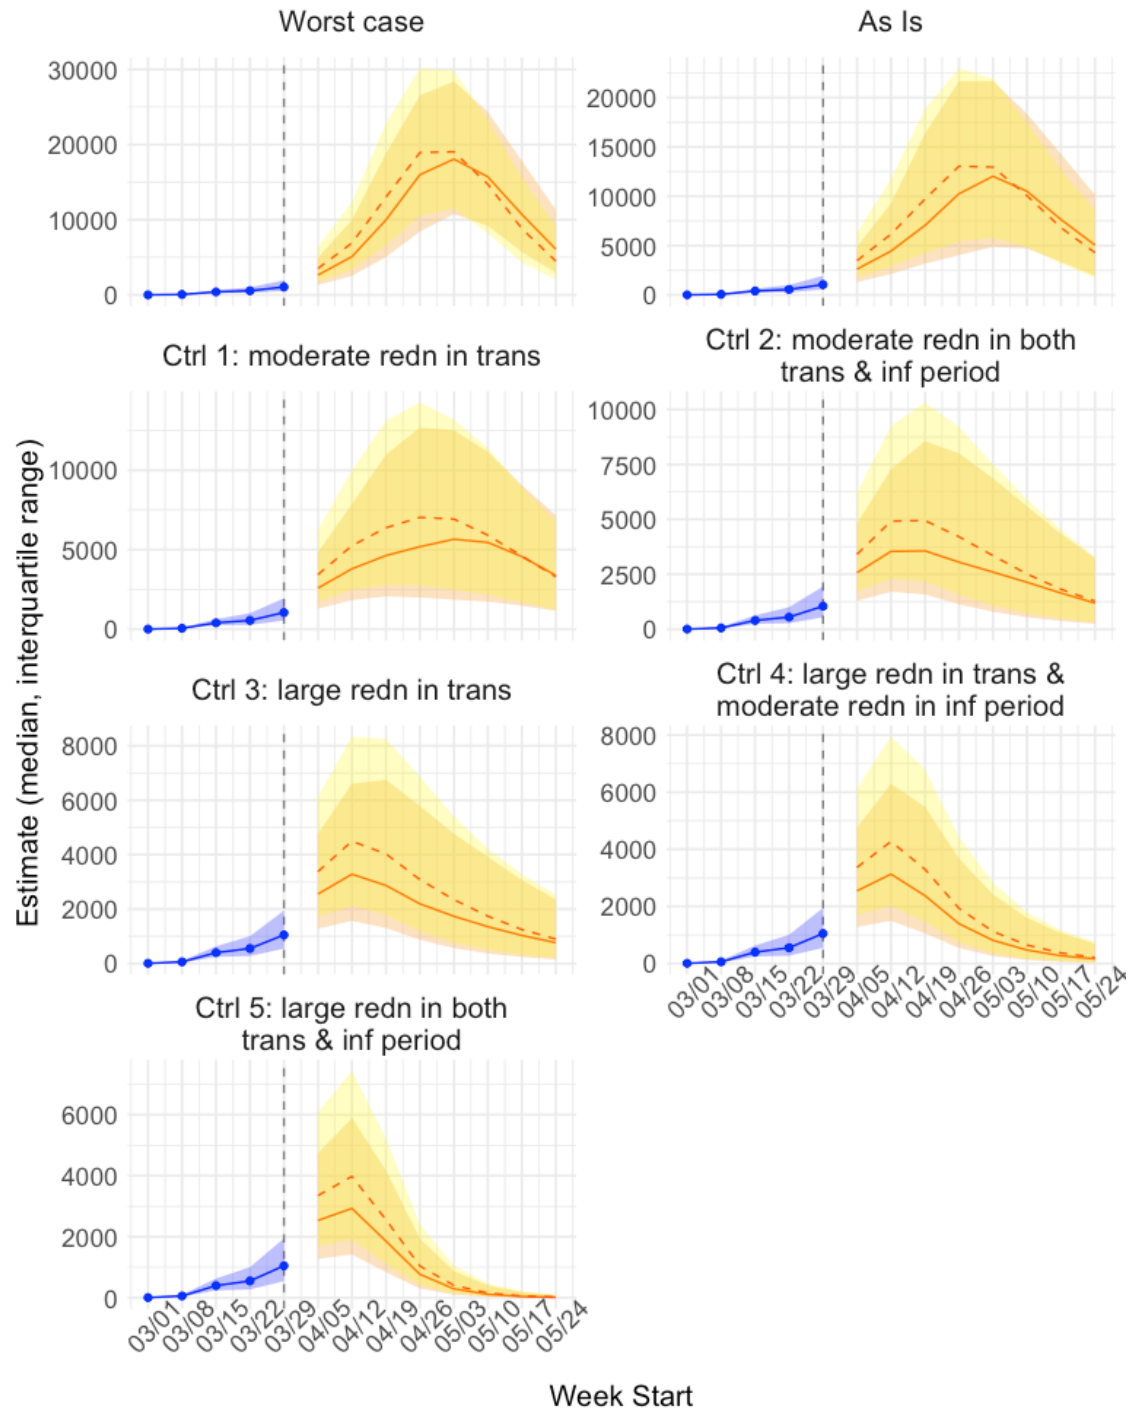 Worst case
30000
20000
10000
0
As Is
20000
15000
10000
5000
0
Ctrl 1: moderate redn in trans
10000
5000
0
Ctrl 2: moderate redn in both
trans & inf period
10000
7500
5000
2500
0
Estimate (median, interquartile range)
Ctrl 3: large redn in trans
8000
6000
4000
2000
0
Ctrl 4: large redn in trans &
moderate redn in inf period
8000
6000
4000
2000
0
03/01 03/08 03/15 03/22 03/29 04/05 04/12 04/19 04/26 05/03 05/10 05/17 05/24
Ctrl 5: large redn in both
trans & inf period
6000
4000
2000
0
03/01 03/08 03/15 03/22 03/29 04/05 04/12 04/19 04/26 05/03 05/10 05/17 05/24
Week Start